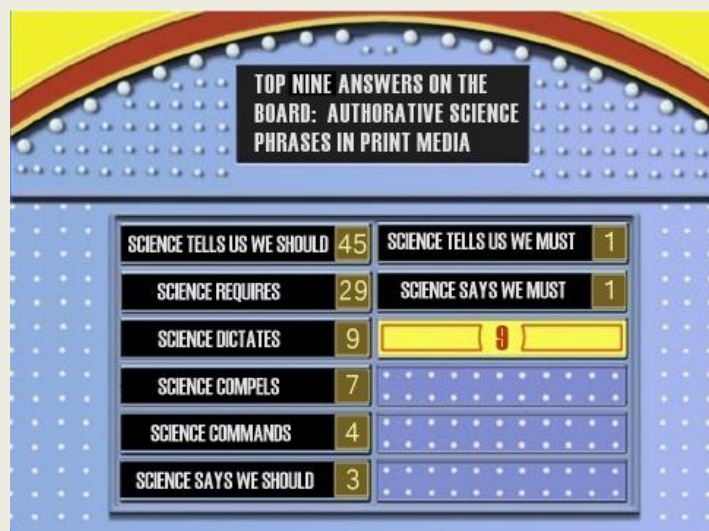 TOP NINE ANSWERS ON THE
BOARD: AUTHORATIVE SCIENCE
PHRASES IN PRINT MEDIA
SCIENCE TELLS US WE SHOULD 45
SCIENCE REQUIRES 29
SCIENCE DICTATES 9
SCIENCE COMPELS 7
SCIENCE COMMANDS 4
SCIENCE SAYS WE SHOULD 3
SCIENCE TELLS US WE MUST 1
SCIENCE SAYS WE MUST 1
9